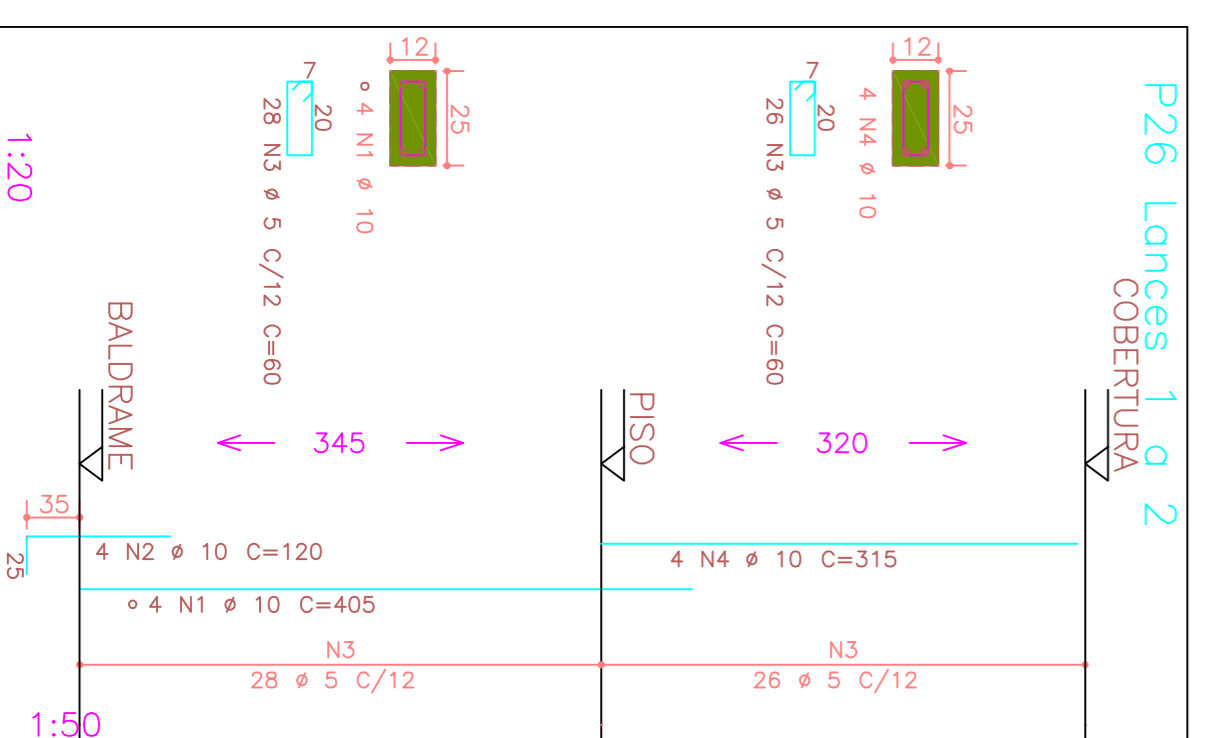 P26 Lances 1 a 2
COBERTURA
12
25
4 N4 ø 10
7
20
26 N3 ø 5 C/12 C=60
320
4 N4 ø 10 C=315
N3
26 ø 5 C/12
PISO
12
25
4 N1 ø 10
7
20
28 N3 ø 5 C/12 C=60
345
4 N1 ø 10 C=405
4 N2 ø 10 C=120
35
25
N3
28 ø 5 C/12
BALDRAME
1:20
1:50